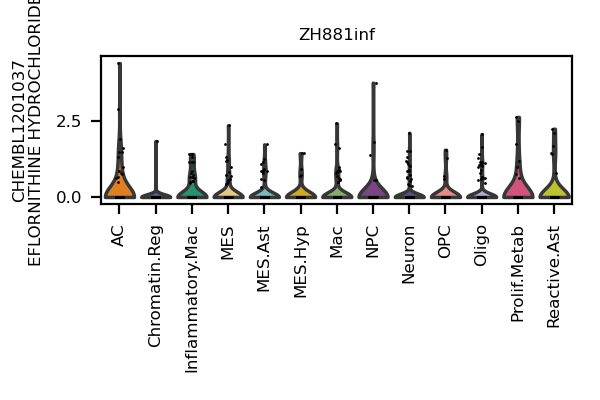 ZH881inf
CHEMBL1201037
EFLORNITHINE HYDROCHLORIDE
2.5
0.0
AC
Chromatin.Reg
Inflammatory.Mac
MES
MES.Ast
MES.Hyp
Mac
NPC
Neuron
OPC
Oligo
Prolif.Metab
Reactive.Ast